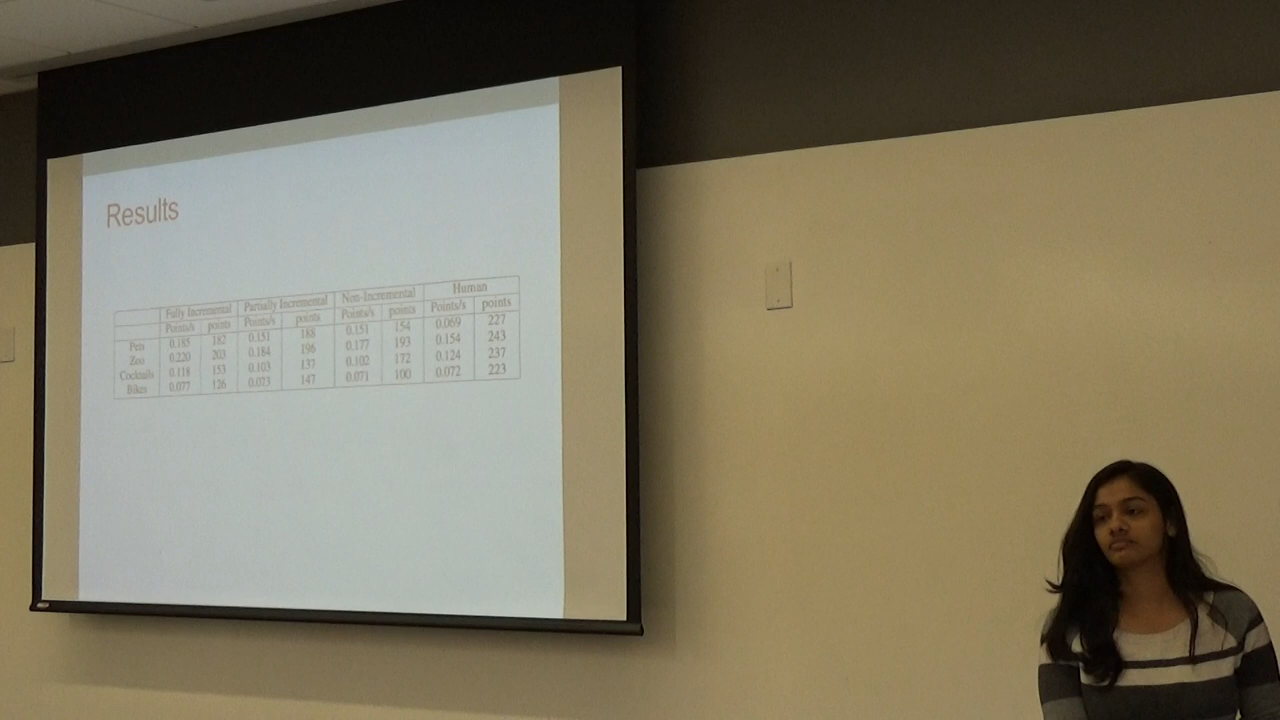 Results
Fully Incremental Partially Incremental Non-Incremental Human
Points/s points Points/s points Points/s points Points/s points
Pets 0.185 182 0.151 188 0.151 154 0.069 227
Zoo 0.220 203 0.184 196 0.177 193 0.154 243
Cocktails 0.118 153 0.103 137 0.102 172 0.124 237
Bikes 0.077 126 0.073 147 0.071 100 0.072 223